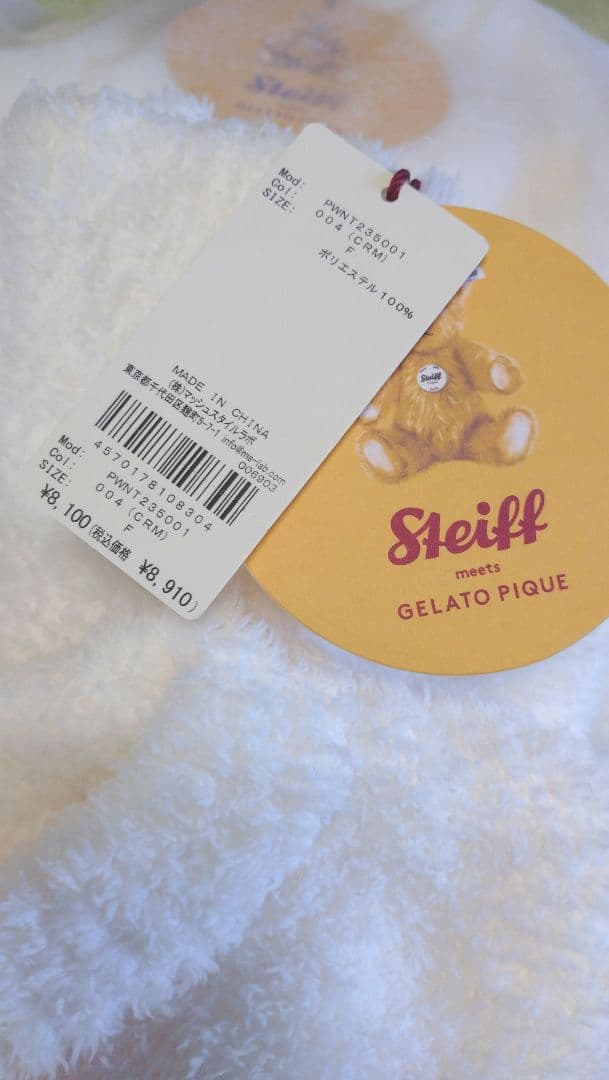 Steiff
Mod: PWNT235001
Col: 004 (CRM)
SIZE: F
ポリエステル100%
MADE IN CHINA
(株)マッシュスタイルラボ
東京都千代田区麹町5-7-1 info@ms-lab.com
006903
4570178108304
Mod: PWNT235001
Col: 004 (CRM)
SIZE: F
¥8,100(税込価格 ¥8,910)
Steiff
Steiff
meets
GELATO PIQUE